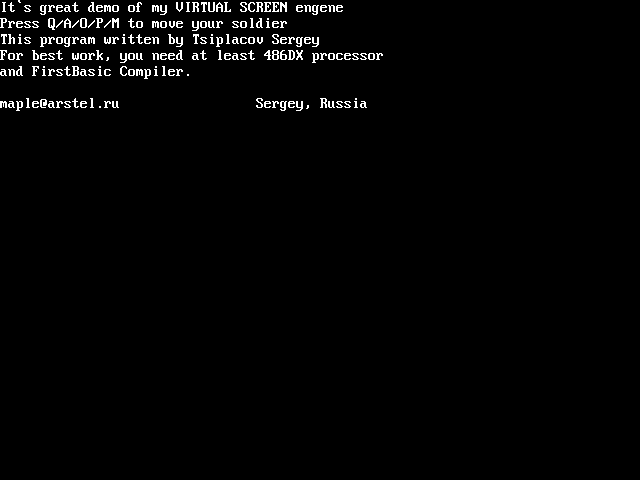 It`s great demo of my VIRTUAL SCREEN engene
Press Q/A/O/P/M to move your soldier
This program written by Tsiplacov Sergey
For best work, you need at least 486DX processor
and FirstBasic Compiler.
maple@arstel.ru Sergey, Russia